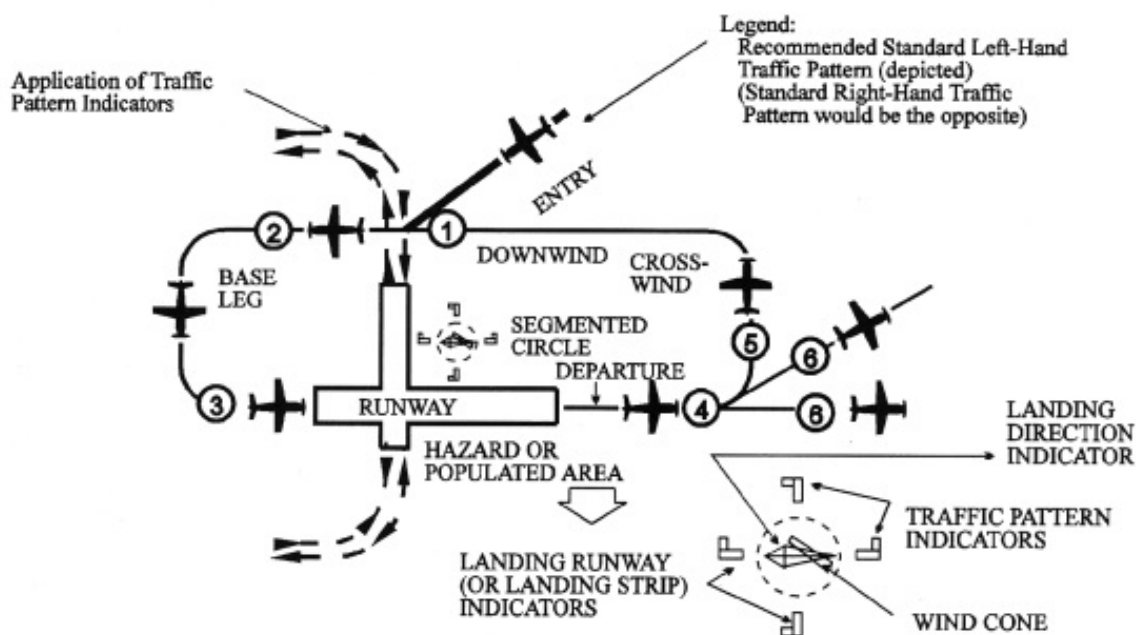 Legend:
Recommended Standard Left-Hand
Traffic Pattern (depicted)
(Standard Right-Hand Traffic
Pattern would be the opposite)
Application of Traffic
Pattern Indicators
ENTRY
1
2
DOWNWIND
CROSS-
WIND
BASE
LEG
SEGMENTED
CIRCLE
5
6
DEPARTURE
3
RUNWAY
4
6
HAZARD OR
POPULATED AREA
LANDING
DIRECTION
INDICATOR
TRAFFIC PATTERN
INDICATORS
LANDING RUNWAY
(OR LANDING STRIP)
INDICATORS
WIND CONE